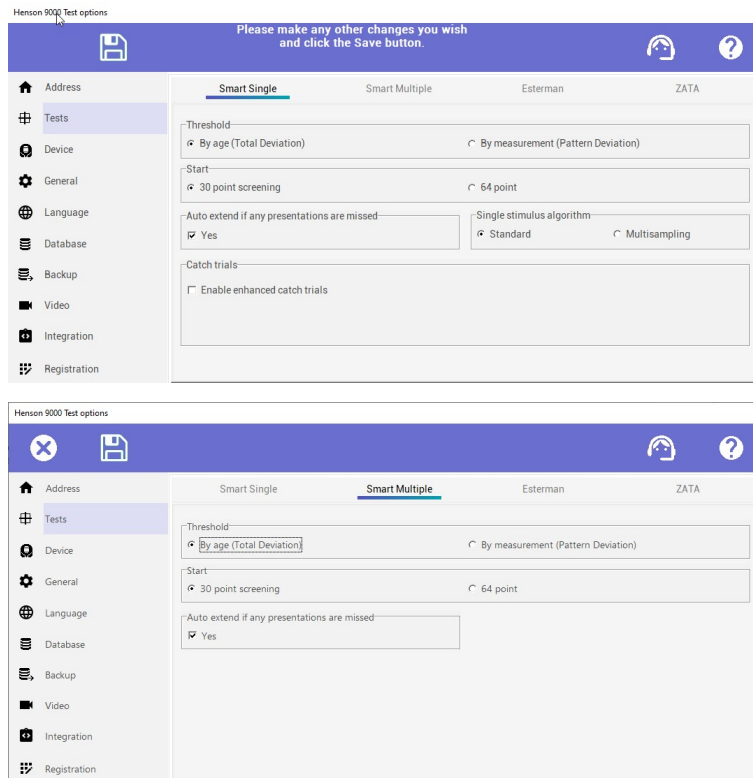 Henson 9000 Test options
Please make any other changes you wish
and click the Save button.
Address
Tests
Device
General
Language
Database
Backup
Video
Integration
Registration
Smart Single Smart Multiple Esterman ZATA
Threshold
By age (Total Deviation) By measurement (Pattern Deviation)
Start
30 point screening 64 point
Auto extend if any presentations are missed Single stimulus algorithm
Yes Standard Multisampling
Catch trials
Enable enhanced catch trials
Henson 9000 Test options
Address
Tests
Device
General
Language
Database
Backup
Video
Integration
Registration
Smart Single Smart Multiple Esterman ZATA
Threshold
By age (Total Deviation) By measurement (Pattern Deviation)
Start
30 point screening 64 point
Auto extend if any presentations are missed
Yes